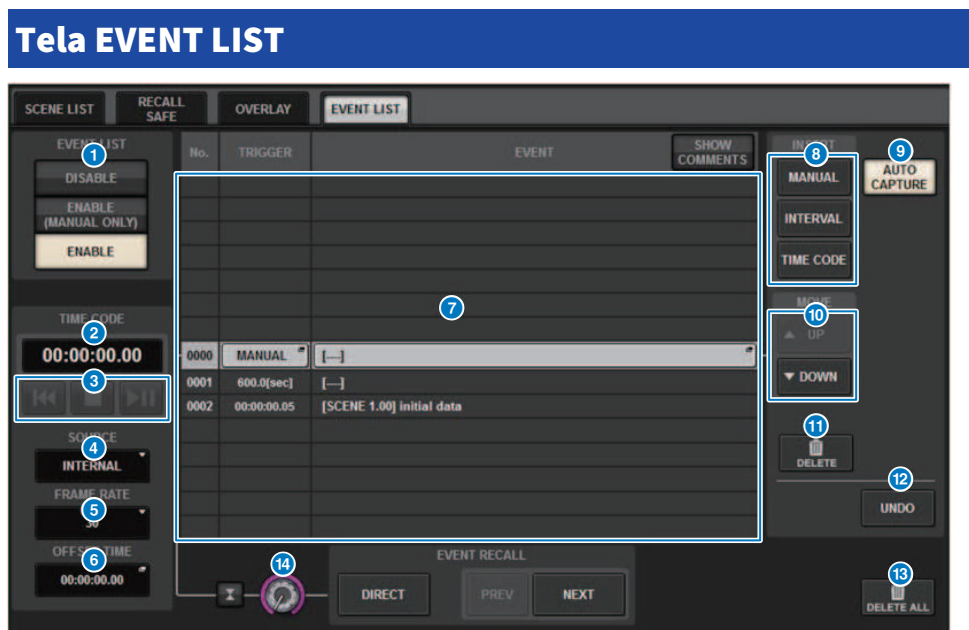 Tela EVENT LIST
SCENE LIST
RECALL
SAFE
OVERLAY
EVENT LIST
EVENT LIST
1
DISABLE
ENABLE
(MANUAL ONLY)
ENABLE
No.
TRIGGER
EVENT
SHOW
COMMENTS
7
0000
MANUAL
[---]
0001
600.0[sec]
[---]
0002
00:00:00.05
[SCENE 1.00] initial data
TIME CODE
2
00:00:00.00
3
SOURCE
4
INTERNAL
FRAME RATE
5
30
OFFSET TIME
6
00:00:00.00
14
EVENT RECALL
DIRECT
PREV
NEXT
INSERT
8
MANUAL
INTERVAL
TIME CODE
9
AUTO
CAPTURE
MOVE
10
UP
DOWN
11
DELETE
12
UNDO
13
DELETE ALL